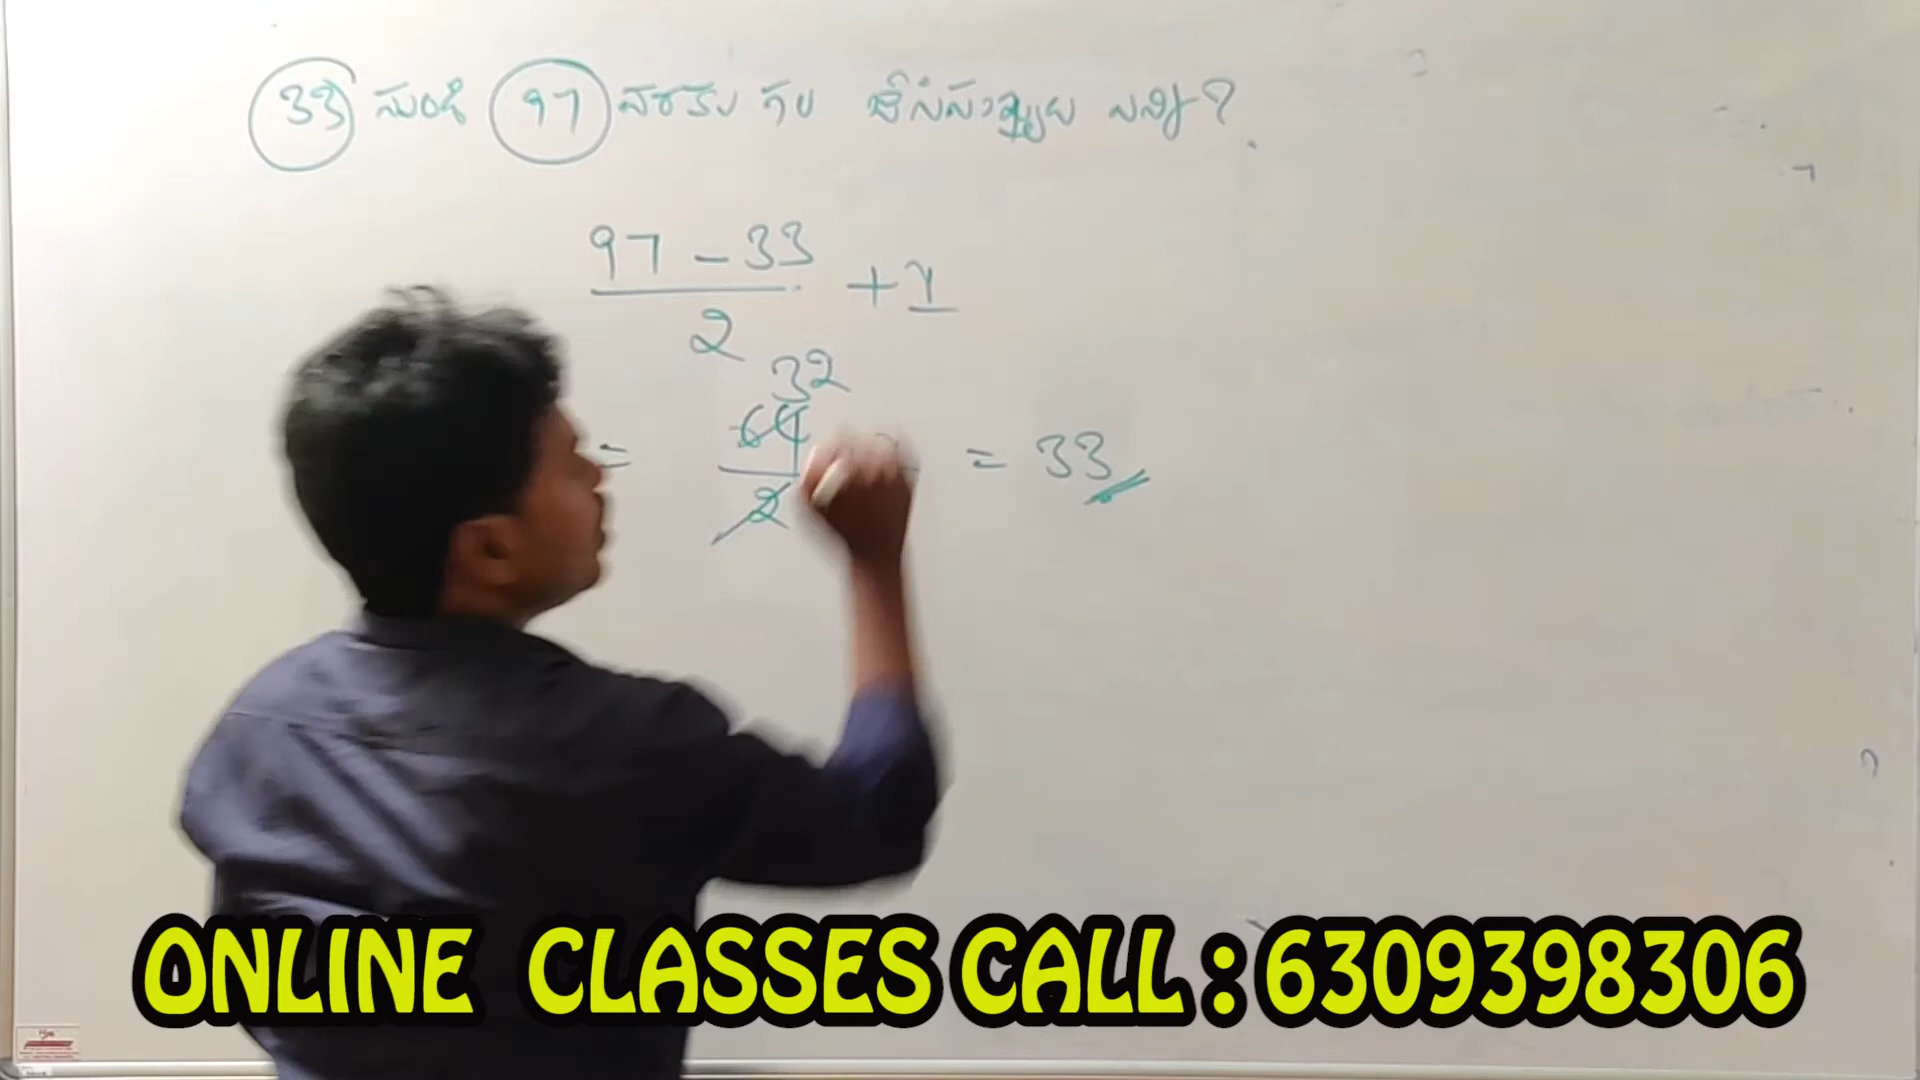 33 నుండి 97 వరకు గల బేసిసంఖ్యలు ఎన్ని?
97 - 33
+ 1
2
32
= 64 = 33
2
ONLINE CLASSES CALL : 6309398306